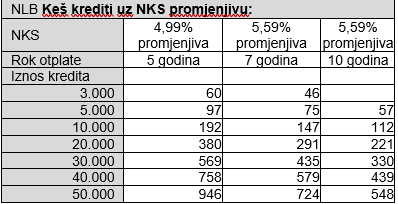 NLB Keš krediti uz NKS promjenjivu:
NKS 4,99% promjenjiva 5,59% promjenjiva 5,59% promjenjiva
Rok otplate 5 godina 7 godina 10 godina
Iznos kredita
3.000 60 46
5.000 97 75 57
10.000 192 147 112
20.000 380 291 221
30.000 569 435 330
40.000 758 579 439
50.000 946 724 548